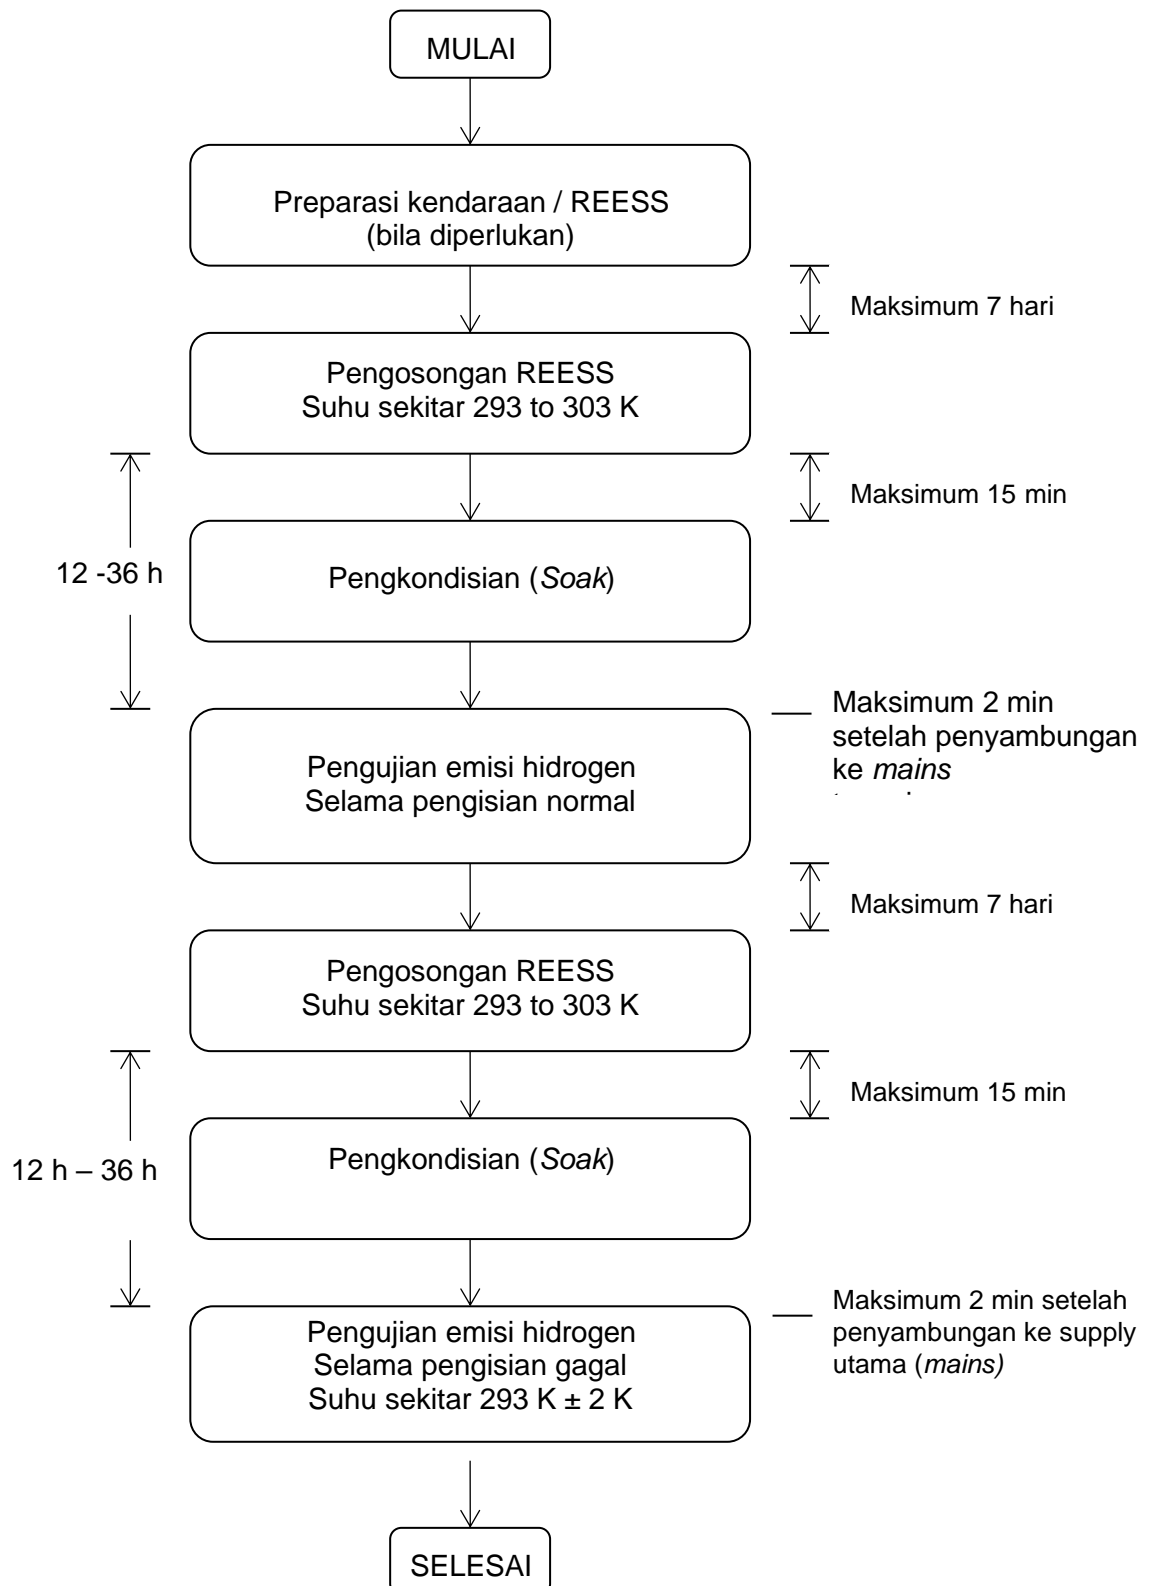 MULAI
Preparasi kendaraan / REESS
(bila diperlukan)
Maksimum 7 hari
Pengosongan REESS
Suhu sekitar 293 to 303 K
Maksimum 15 min
12 -36 h
Pengkondisian (Soak)
Maksimum 2 min
setelah penyambungan
ke mains
Pengujian emisi hidrogen
Selama pengisian normal
Maksimum 7 hari
Pengosongan REESS
Suhu sekitar 293 to 303 K
Maksimum 15 min
12 h – 36 h
Pengkondisian (Soak)
Maksimum 2 min setelah
penyambungan ke supply
utama (mains)
Pengujian emisi hidrogen
Selama pengisian gagal
Suhu sekitar 293 K ± 2 K
SELESAI